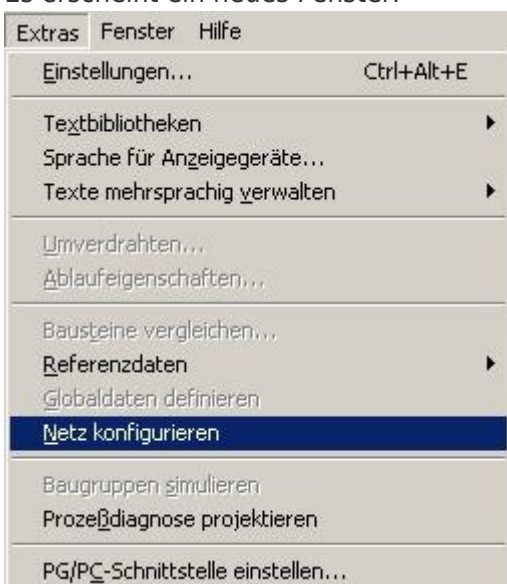 Es erscheint ein neues Fenster.
Extras Fenster Hilfe
Einstellungen... Ctrl+Alt+E
Textbibliotheken
Sprache für Anzeigegeräte...
Texte mehrsprachig verwalten
Umverdrahten...
Ablaufeigenschaften...
Bausteine vergleichen...
Referenzdaten
Globaldaten definieren
Netz konfigurieren
Baugruppen simulieren
Prozeßdiagnose projektieren
PG/PC-Schnittstelle einstellen...